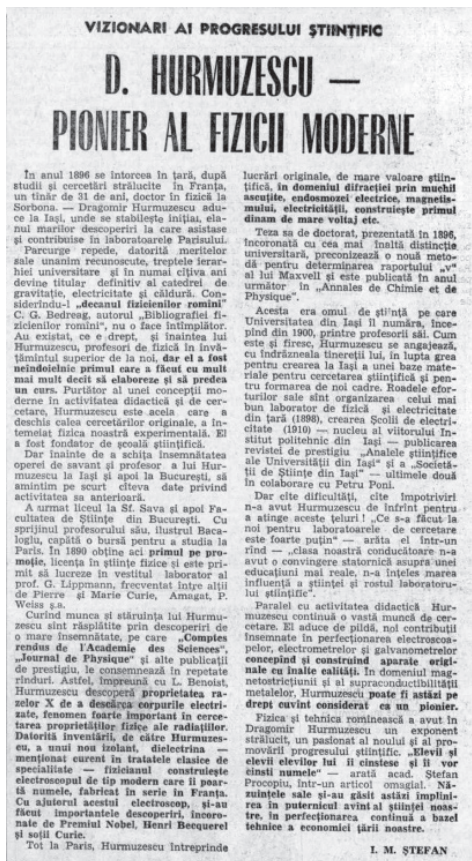 VIZIONARI AI PROGRESULUI ȘTIINȚIFIC
D. HURMUZESCU —
PIONIER AL FIZICII MODERNE
În anul 1896 se întorcea în țară, după
studii și cercetări strălucite în Franța,
un tînăr de 31 de ani, doctor în fizică la
Sorbona. — Dragomir Hurmuzescu adu-
ce la Iași, unde se stabilește inițial, ela-
nul marilor descoperiri la care asistase
și contribuise în laboratoarele Parisului.
Parcurge repede, datorită meritelor
sale unanim recunoscute, treptele ierar-
hiei universitare și în numai cîțiva ani
devine titular definitiv al catedrei de
gravitație, electricitate și căldură. Con-
siderîndu-l „decanul fizicienilor romîni”
C. G. Bedreag, autorul „Bibliografiei fi-
zicienilor romîni”, nu o face întîmplător.
Au existat, ce e drept, și înaintea lui
Hurmuzescu, profesori de fizică în învă-
țămîntul superior de la noi, dar el a fost
neîndoielnic primul care a făcut cu mult
mai mult decît să elaboreze și să predea
un curs. Purtător al unei concepții mo-
derne în activitatea didactică și de cer-
cetare, Hurmuzescu este acela care a
deschis calea cercetărilor originale, a în-
temeiat fizica noastră experimentală. El
a fost fondator de școală științifică.
Dar înainte de a schița însemnătatea
operei de savant și profesor a lui Hur-
muzescu la Iași și apoi la București, să
amintim pe scurt cîteva date privind
activitatea sa anterioară.
A urmat liceul la Sf. Sava și apoi Fa-
cultatea de Științe din București. Cu
sprijinul profesorului său, ilustrul Baca-
loglu, capătă o bursă pentru a studia la
Paris. În 1890 obține aci primul pe pro-
moție, licența în științe fizice și este pri-
mit să lucreze în vestitul laborator al
prof. G. Lippmann, frecventat între alții
de Pierre și Marie Curie, Amagat, P.
Weiss ș.a.
Curînd munca și stăruința lui Hurmu-
zescu sînt răsplătite prin descoperiri de
o mare însemnătate, pe care „Comptes
rendus de l'Academie des Sciences”,
„Journal de Physique” și alte publicații
de prestigiu, le consemnează în repetate
rînduri. Astfel, împreună cu L. Benoist,
Hurmuzescu descoperă proprietatea ra-
zelor X de a descărca corpurile electri-
zate, fenomen foarte important în cerce-
tarea proprietăților fizice ale radiațiilor.
Datorită inventării, de către Hurmuzes-
cu, a unui nou izolant, dielectrina —
menționat curent în tratatele clasice de
specialitate — fizicianul construiește
electroscopul de tip modern care îi poar-
tă numele, fabricat în serie în Franța.
Cu ajutorul acestui electroscop, și-au
făcut importantele descoperiri, încoro-
nate de Premiul Nobel, Henri Becquerel
și soții Curie.
Tot la Paris, Hurmuzescu întreprinde
lucrări originale, de mare valoare științi-
fică, în domeniul difracției prin muchii
ascuțite, endosmozei electrice, magnetis-
mului, electricității, construiește primul
dinam de mare voltaj etc.
Teza sa de doctorat, prezentată în 1896,
încoronată cu cea mai înaltă distincție
universitară, preconizează o nouă meto-
dă pentru determinarea raportului „v”
al lui Maxwell și este publicată în anul
următor în „Annales de Chimie et de
Physique”.
Acesta era omul de știință pe care
Universitatea din Iași îl număra, înce-
pînd din 1900, printre profesorii săi. Cum
este și firesc, Hurmuzescu se angajează,
cu îndrăzneala tinereții lui, în lupta grea
pentru crearea la Iași a unei baze mate-
riale pentru cercetarea științifică și pen-
tru formarea de noi cadre. Roadele efor-
turilor sale sînt organizarea celui mai
bun laborator de fizică și electricitate
din țară (1898), crearea Școlii de electri-
citate (1910) — nucleu al viitorului In-
stitut politehnic din Iași — publicarea
revistei de prestigiu „Analele științifice
ale Universității din Iași” și a „Societă-
ții de Științe din Iași” — ultimele două
în colaborare cu Petru Poni.
Dar cîte dificultăți, cîte împotriviri
n-a avut Hurmuzescu de înfrînt pentru
a atinge aceste țeluri! „Ce s-a făcut la
noi pentru laboratoarele de cercetare
este foarte puțin” — arăta el într-un
rînd — „clasa noastră conducătoare n-a
avut o convingere statornică asupra unei
educațiuni mai reale, n-a înțeles marea
influență a științei și rostul laboratoru-
lui științific”.
Paralel cu activitatea didactică Hur-
muzescu continuă o vastă muncă de cer-
cetare. El aduce de pildă, noi contribuții
însemnate în perfecționarea electroscoa-
pelor, electrometrelor și galvanometrelor
concepînd și construind aparate origi-
nale cu înalte calități. În domeniul mag-
netostricțiunii și al supraconductibilității
metalelor, Hurmuzescu poate fi astăzi pe
drept cuvînt considerat ca un pionier.
Fizica și tehnica romînească a avut în
Dragomir Hurmuzescu un exponent
strălucit, un pasionat al noului și al pro-
movării progresului științific. „Elevii și
elevii elevilor lui îi cinstesc și îi vor
cinsti numele” — arată acad. Ștefan
Procopiu, într-un articol omagial. Nă-
zuințele sale și-au găsit astăzi împlini-
rea în puternicul avînt al științei noas-
tre, în perfecționarea continuă a bazei
tehnice a economiei țării noastre.
I. M. ȘTEFAN